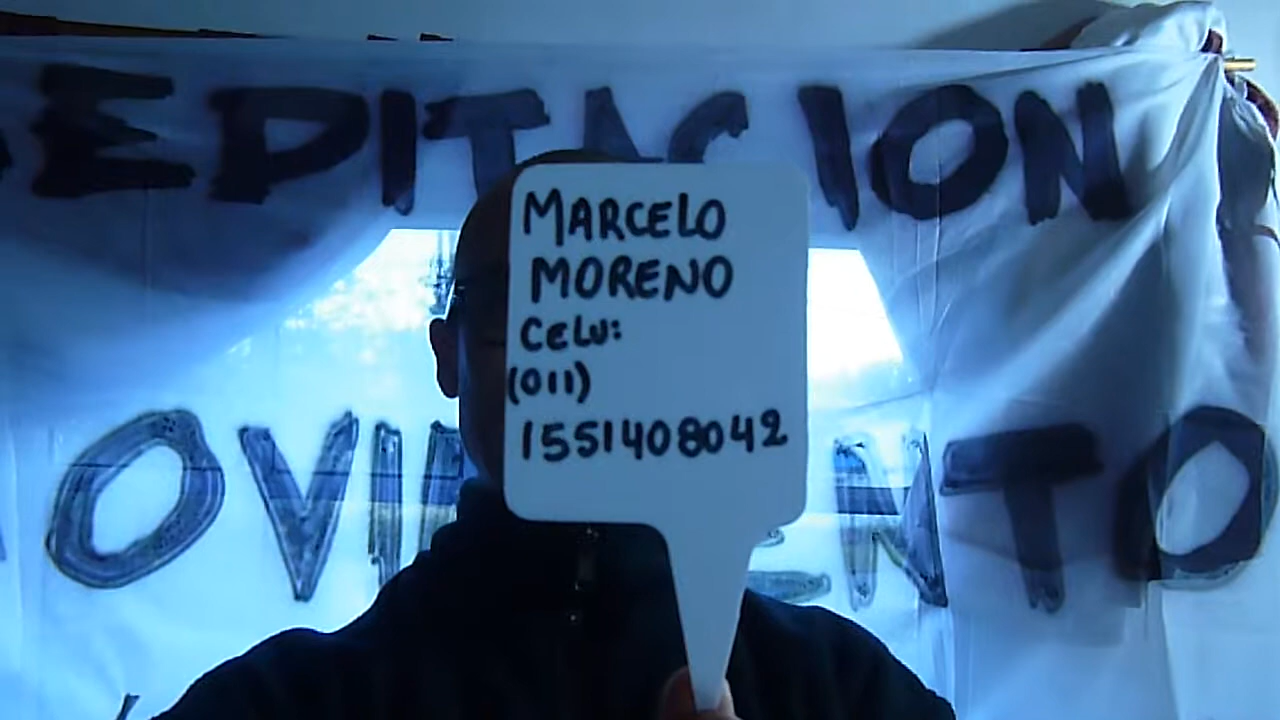 EPITACION
MARCELO
MORENO
Celu:
(011)
1551408042